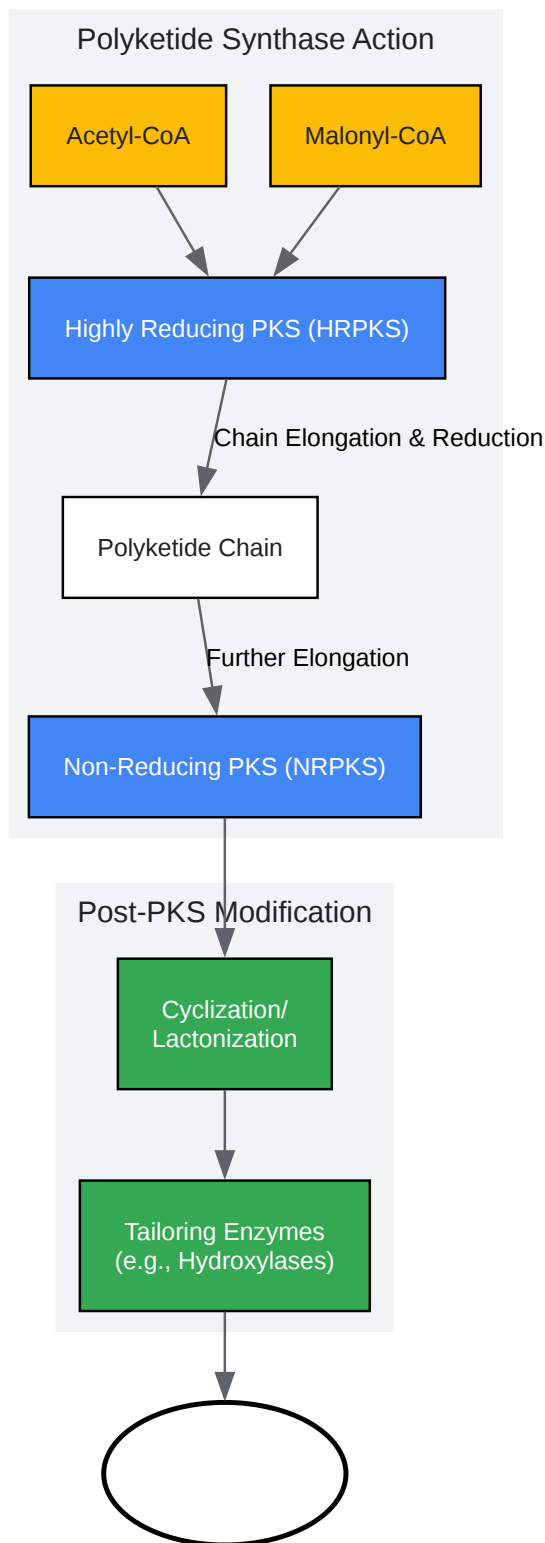 Polyketide Synthase Action
Acetyl-CoA
Malonyl-CoA
Highly Reducing PKS (HRPKS)
Chain Elongation & Reduction
Polyketide Chain
Further Elongation
Non-Reducing PKS (NRPKS)
Post-PKS Modification
Cyclization/
Lactonization
Tailoring Enzymes
(e.g., Hydroxylases)